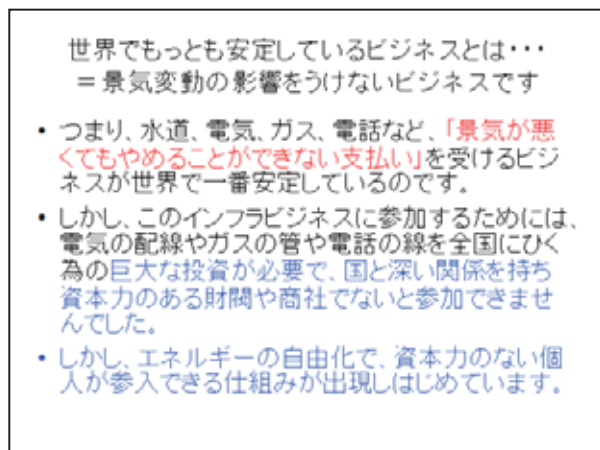 世界でもっとも安定しているビジネスとは・・・
＝景気変動の影響をうけないビジネスです
• つまり、水道、電気、ガス、電話など、「景気が悪
くてもやめることができない支払い」を受けるビジ
ネスが世界で一番安定しているのです。
• しかし、このインフラビジネスに参加するためには、
電気の配線やガスの管や電話の線を全国にひく
為の巨大な投資が必要で、国と深い関係を持ち
資本力のある財閥や商社でないと参加できませ
んでした。
• しかし、エネルギーの自由化で、資本力のない個
人が参入できる仕組みが出現しはじめています。